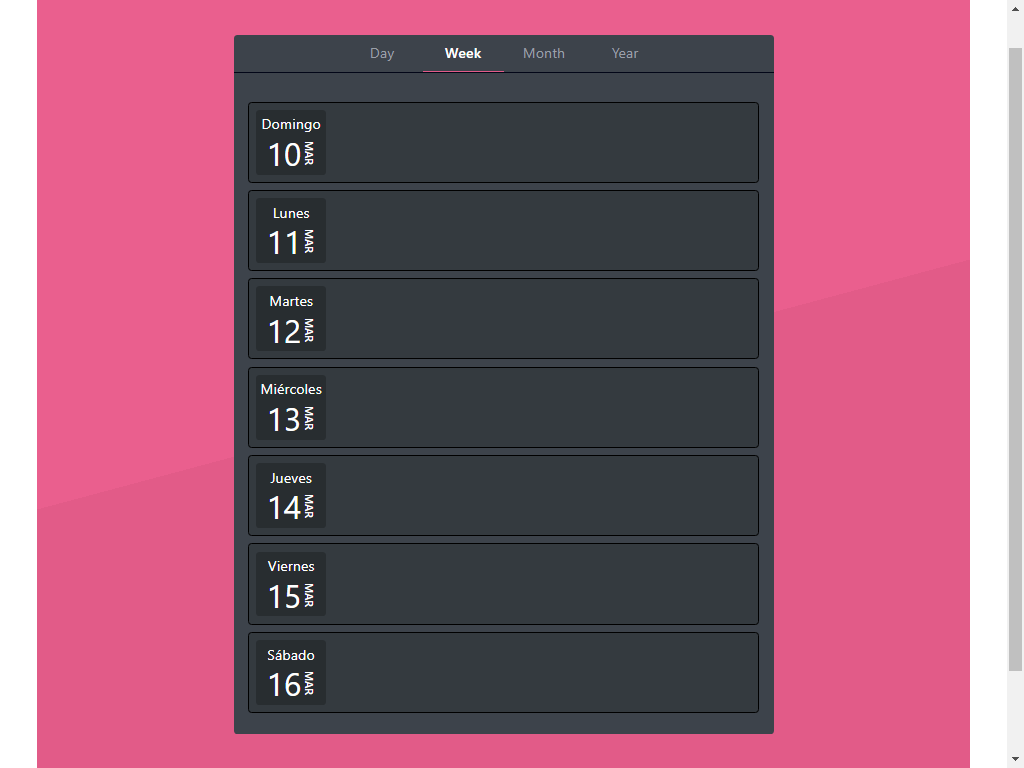 Day Week Month Year
Domingo
10 MAR
Lunes
11 MAR
Martes
12 MAR
Miércoles
13 MAR
Jueves
14 MAR
Viernes
15 MAR
Sábado
16 MAR